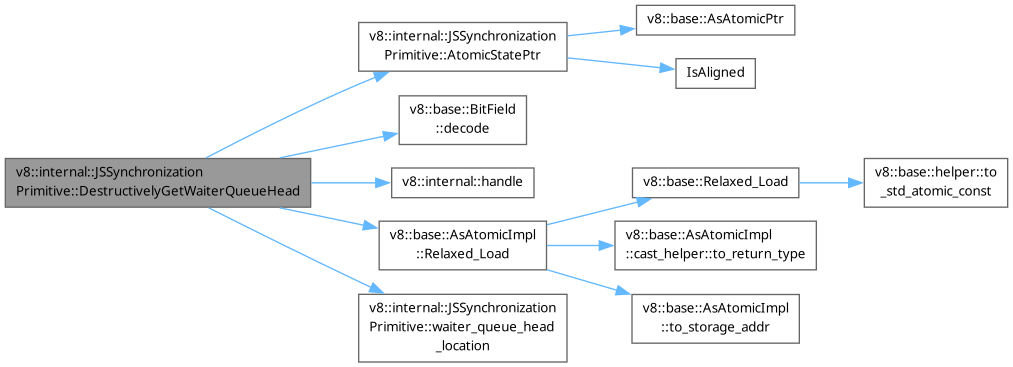 v8::internal::JSSynchronization
Primitive::DestructivelyGetWaiterQueueHead
v8::internal::JSSynchronization
Primitive::AtomicStatePtr
v8::base::AsAtomicPtr
IsAligned
v8::base::BitField
::decode
v8::internal::handle
v8::base::AsAtomicImpl
::Relaxed_Load
v8::base::Relaxed_Load
v8::base::helper::to
_std_atomic_const
v8::base::AsAtomicImpl
::cast_helper::to_return_type
v8::base::AsAtomicImpl
::to_storage_addr
v8::internal::JSSynchronization
Primitive::waiter_queue_head
_location